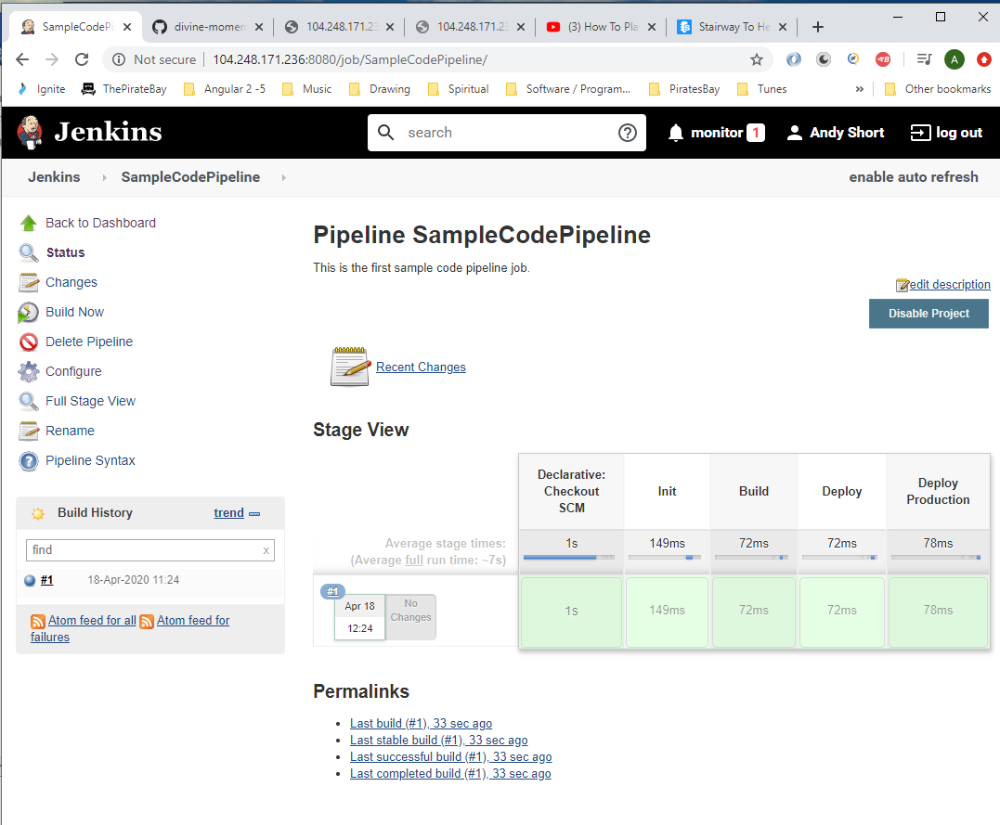 SampleCodePi
divine-momen
104.248.171.23
104.248.171.23
(3) How To Pla
Stairway To He
Not secure
104.248.171.236:8080/job/SampleCodePipeline/
A
Ignite
ThePirateBay
Angular 2 -5
Music
Drawing
Spiritual
Software / Program...
PiratesBay
Tunes
»
Other bookmarks
Jenkins
search
monitor 1
Andy Short
log out
Jenkins
SampleCodePipeline
enable auto refresh
Back to Dashboard
Status
Changes
Build Now
Delete Pipeline
Configure
Full Stage View
Rename
Pipeline Syntax
Build History
trend
find
x
#1
18-Apr-2020 11:24
Atom feed for all Atom feed for
failures
Pipeline SampleCodePipeline
This is the first sample code pipeline job.
edit description
Disable Project
Recent Changes
Stage View
Declarative:
Checkout
SCM
Init
Build
Deploy
Deploy
Production
Average stage times:
(Average full run time: ~7s)
1s
149ms
72ms
72ms
78ms
#1
Apr 18
12:24
No
Changes
1s
149ms
72ms
72ms
78ms
Permalinks
Last build (#1), 33 sec ago
Last stable build (#1), 33 sec ago
Last successful build (#1), 33 sec ago
Last completed build (#1), 33 sec ago